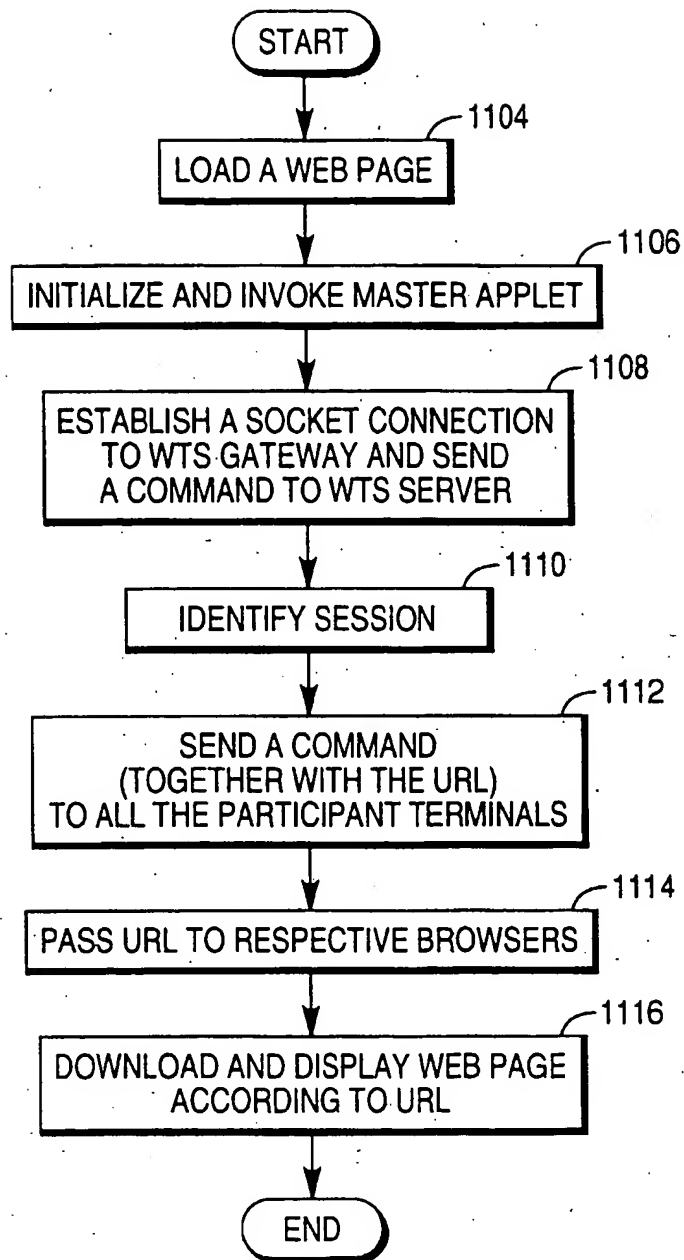 START
1104
LOAD A WEB PAGE
1106
INITIALIZE AND INVOKE MASTER APPLET
1108
ESTABLISH A SOCKET CONNECTION
TO WTS GATEWAY AND SEND
A COMMAND TO WTS SERVER
1110
IDENTIFY SESSION
1112
SEND A COMMAND
(TOGETHER WITH THE URL)
TO ALL THE PARTICIPANT TERMINALS
1114
PASS URL TO RESPECTIVE BROWSERS
1116
DOWNLOAD AND DISPLAY WEB PAGE
ACCORDING TO URL
END